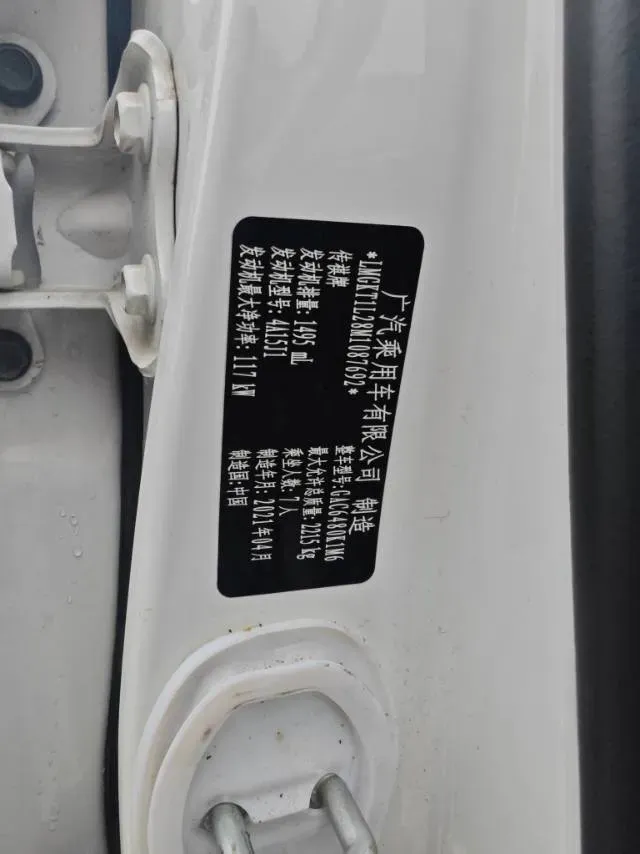 广汽乘用车有限公司 制造
*LMGKT1L28M1087692*
传祺牌 整车型号: GAC6480K1M6
发动机排量: 1495 mL 最大允许总质量: 2215 kg
发动机型号: 4A15J1 乘坐人数: 7人
发动机最大净功率: 117 kW 制造年月: 2021年04月
制造国: 中国